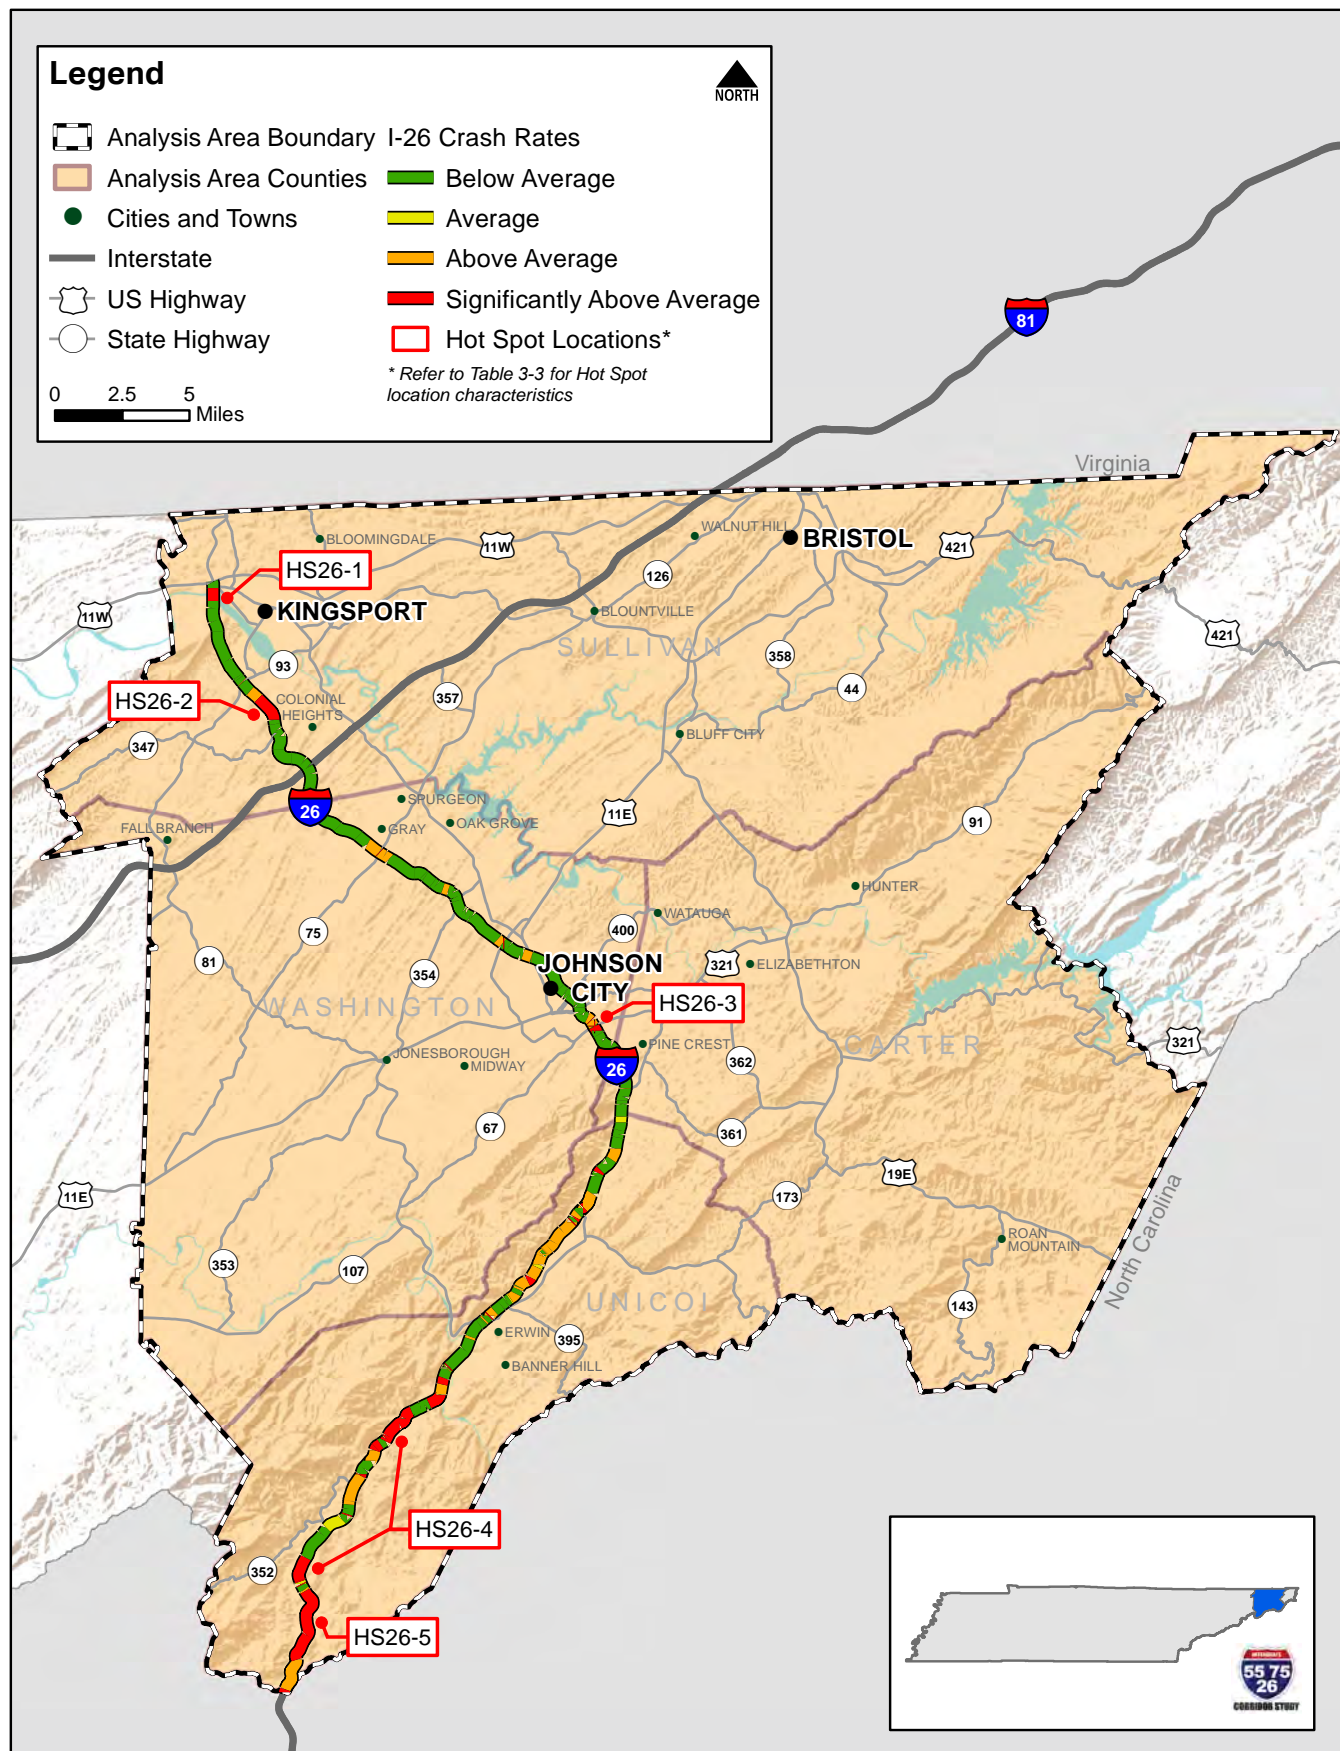 Legend
NORTH
Analysis Area Boundary
Analysis Area Counties
Cities and Towns
Interstate
US Highway
State Highway
0 2.5 5
Miles
I-26 Crash Rates
Below Average
Average
Above Average
Significantly Above Average
Hot Spot Locations*
* Refer to Table 3-3 for Hot Spot
location characteristics
81
Virginia
BLOOMINGDALE
11W
WALNUT HILL
BRISTOL
421
HS26-1
126
11W
KINGSPORT
BLOUNTVILLE
SULLIVAN
421
93
358
HS26-2
COLONIAL
HEIGHTS
357
44
347
BLUFF CITY
26
SPURGEON
11E
FALL BRANCH
GRAY
OAK GROVE
91
HUNTER
WATAUGA
75
400
81
354
JOHNSON
CITY
321
ELIZABETHTON
WASHINGTON
HS26-3
CARTER
321
PINE CREST
JONESBOROUGH
MIDWAY
26
362
67
361
11E
19E
173
ROAN
MOUNTAIN
North Carolina
353
107
UNICOI
143
ERWIN
395
BANNER HILL
HS26-4
352
HS26-5
INTERSTATE
55 75
26
CORRIDOR STUDY